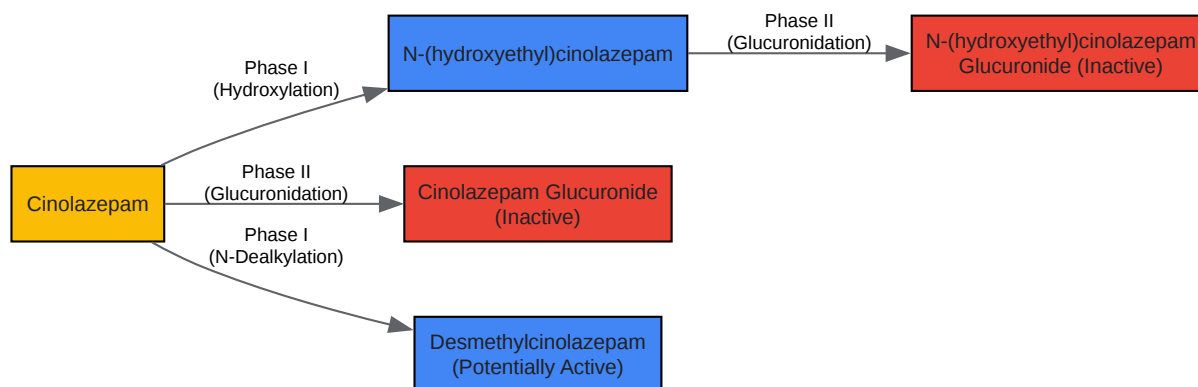 Phase I
(Hydroxylation)
N-(hydroxyethyl)cinolazepam
Phase II
(Glucuronidation)
N-(hydroxyethyl)cinolazepam
Glucuronide (Inactive)
Cinolazepam
Phase II
(Glucuronidation)
Cinolazepam Glucuronide
(Inactive)
Phase I
(N-Dealkylation)
Desmethylcinolazepam
(Potentially Active)